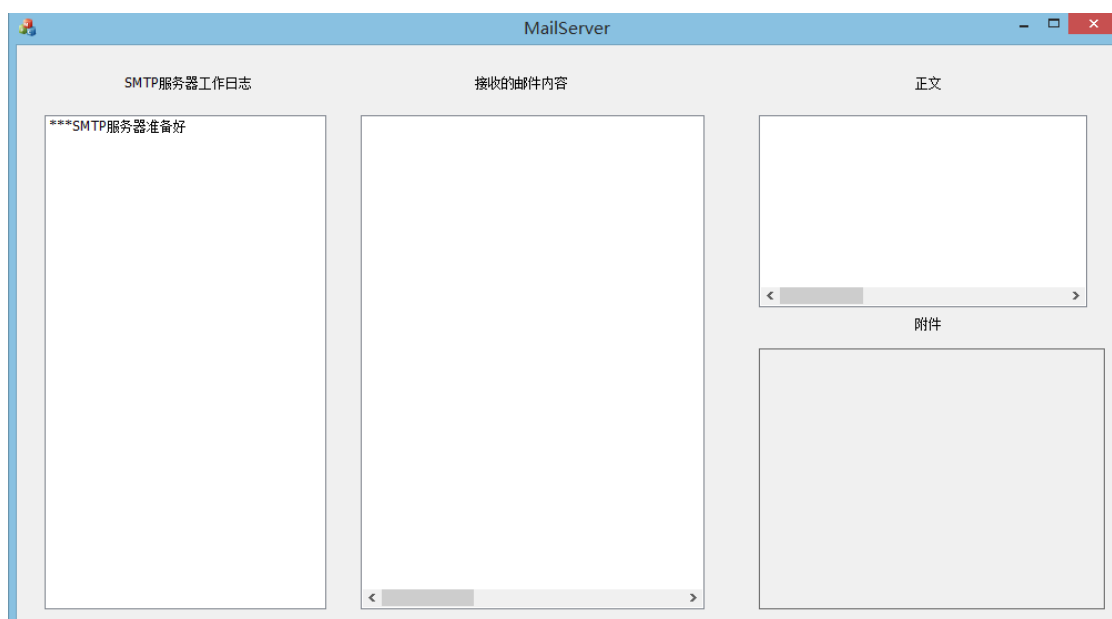 MailServer
SMTP服务器工作日志
接收的邮件内容
正文
***SMTP服务器准备好
附件